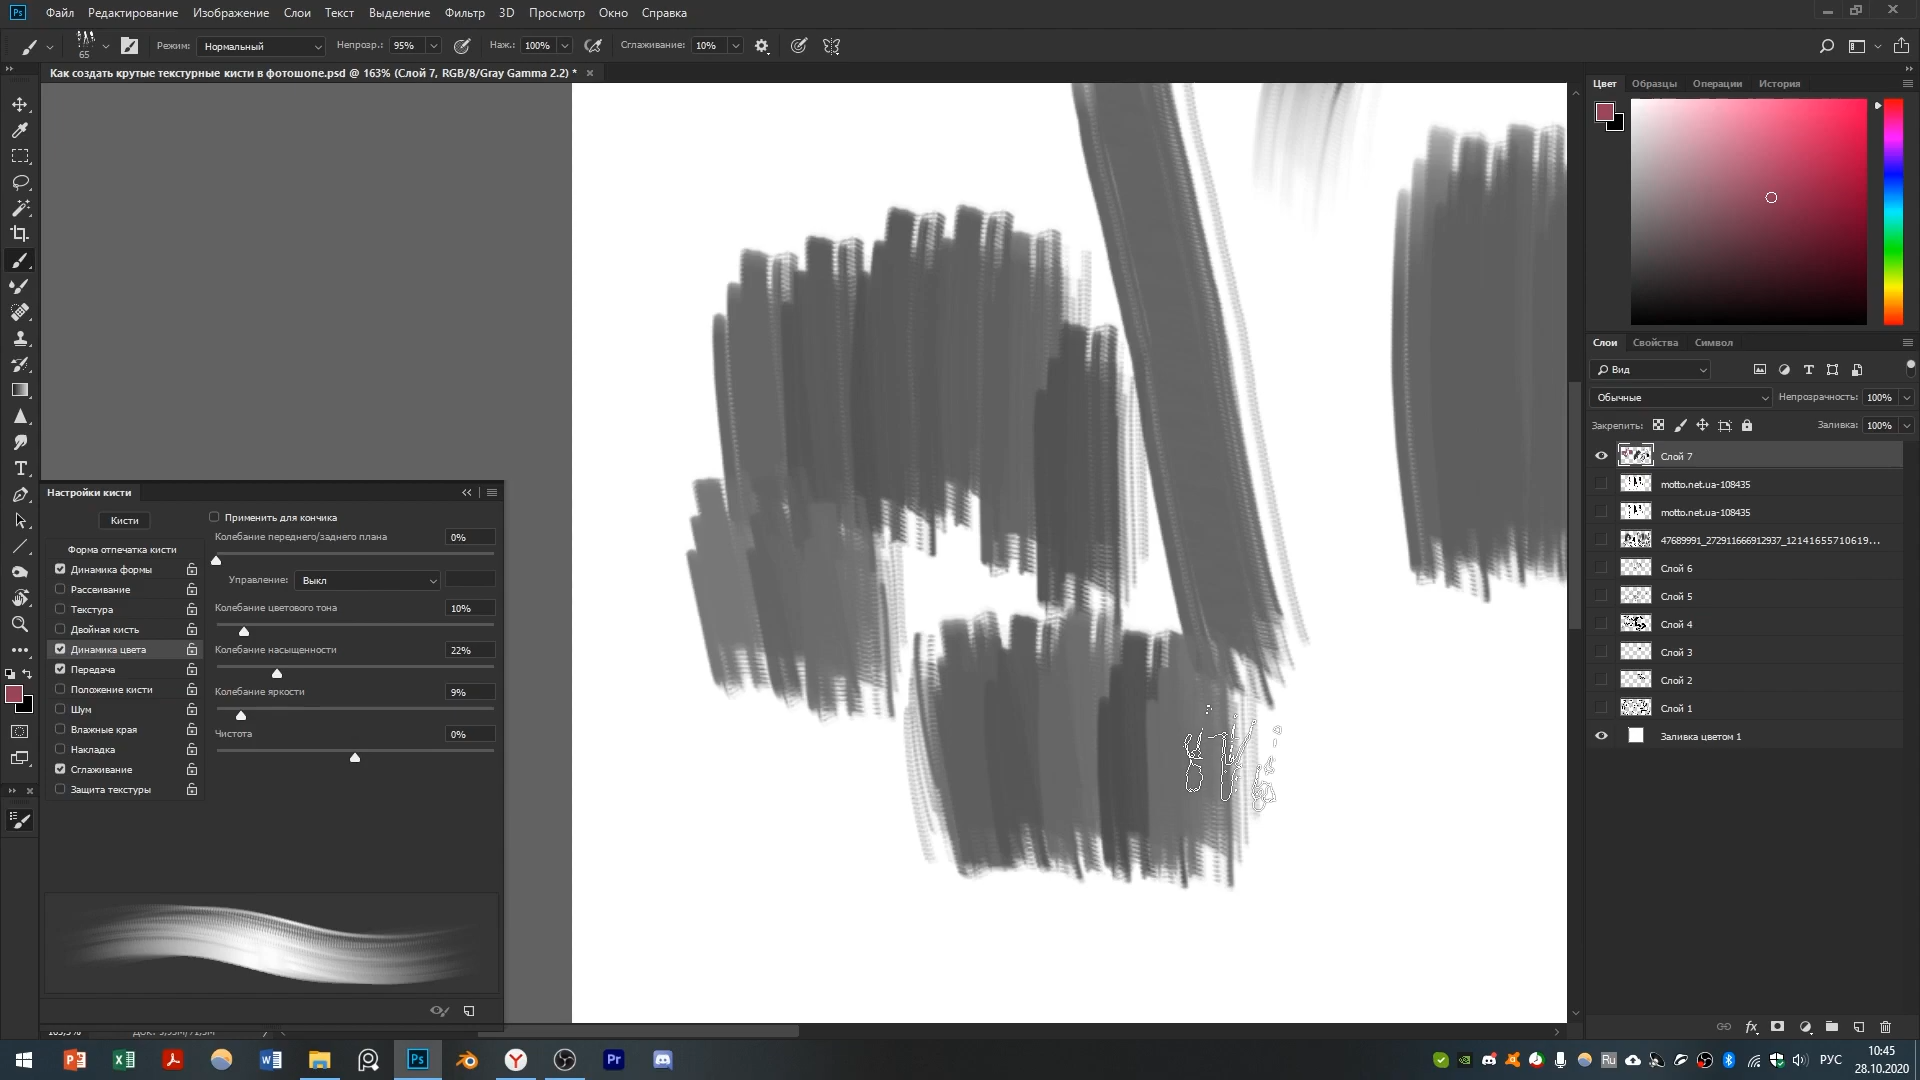 Ps Файл Редактирование Изображение Слои Текст Выделение Фильтр 3D Просмотр Окно Справка
65 Режим: Нормальный Непрозр.: 95% Наж.: 100% Сглаживание: 10%
Как создать крутые текстурные кисти в фотошопе.psd @ 163% (Слой 7, RGB/8/Gray Gamma 2.2) *
Цвет Образцы Операции История
Слои Свойства Символ
Вид
Обычные Непрозрачность: 100%
Закрепить: Заливка: 100%
Слой 7
motto.net.ua-108435
motto.net.ua-108435
47689991_272911666912937_12141655710619...
Слой 6
Слой 5
Слой 4
Слой 3
Слой 2
Слой 1
Заливка цветом 1
Настройки кисти
Кисти
Форма отпечатка кисти
Динамика формы
Рассеивание
Текстура
Двойная кисть
Динамика цвета
Передача
Положение кисти
Шум
Влажные края
Накладка
Сглаживание
Защита текстуры
Применить для кончика
Колебание переднего/заднего плана 0%
Управление: Выкл
Колебание цветового тона 10%
Колебание насыщенности 22%
Колебание яркости 9%
Чистота 0%
Ps
Pr
Ru
РУС
10:45
28.10.2020